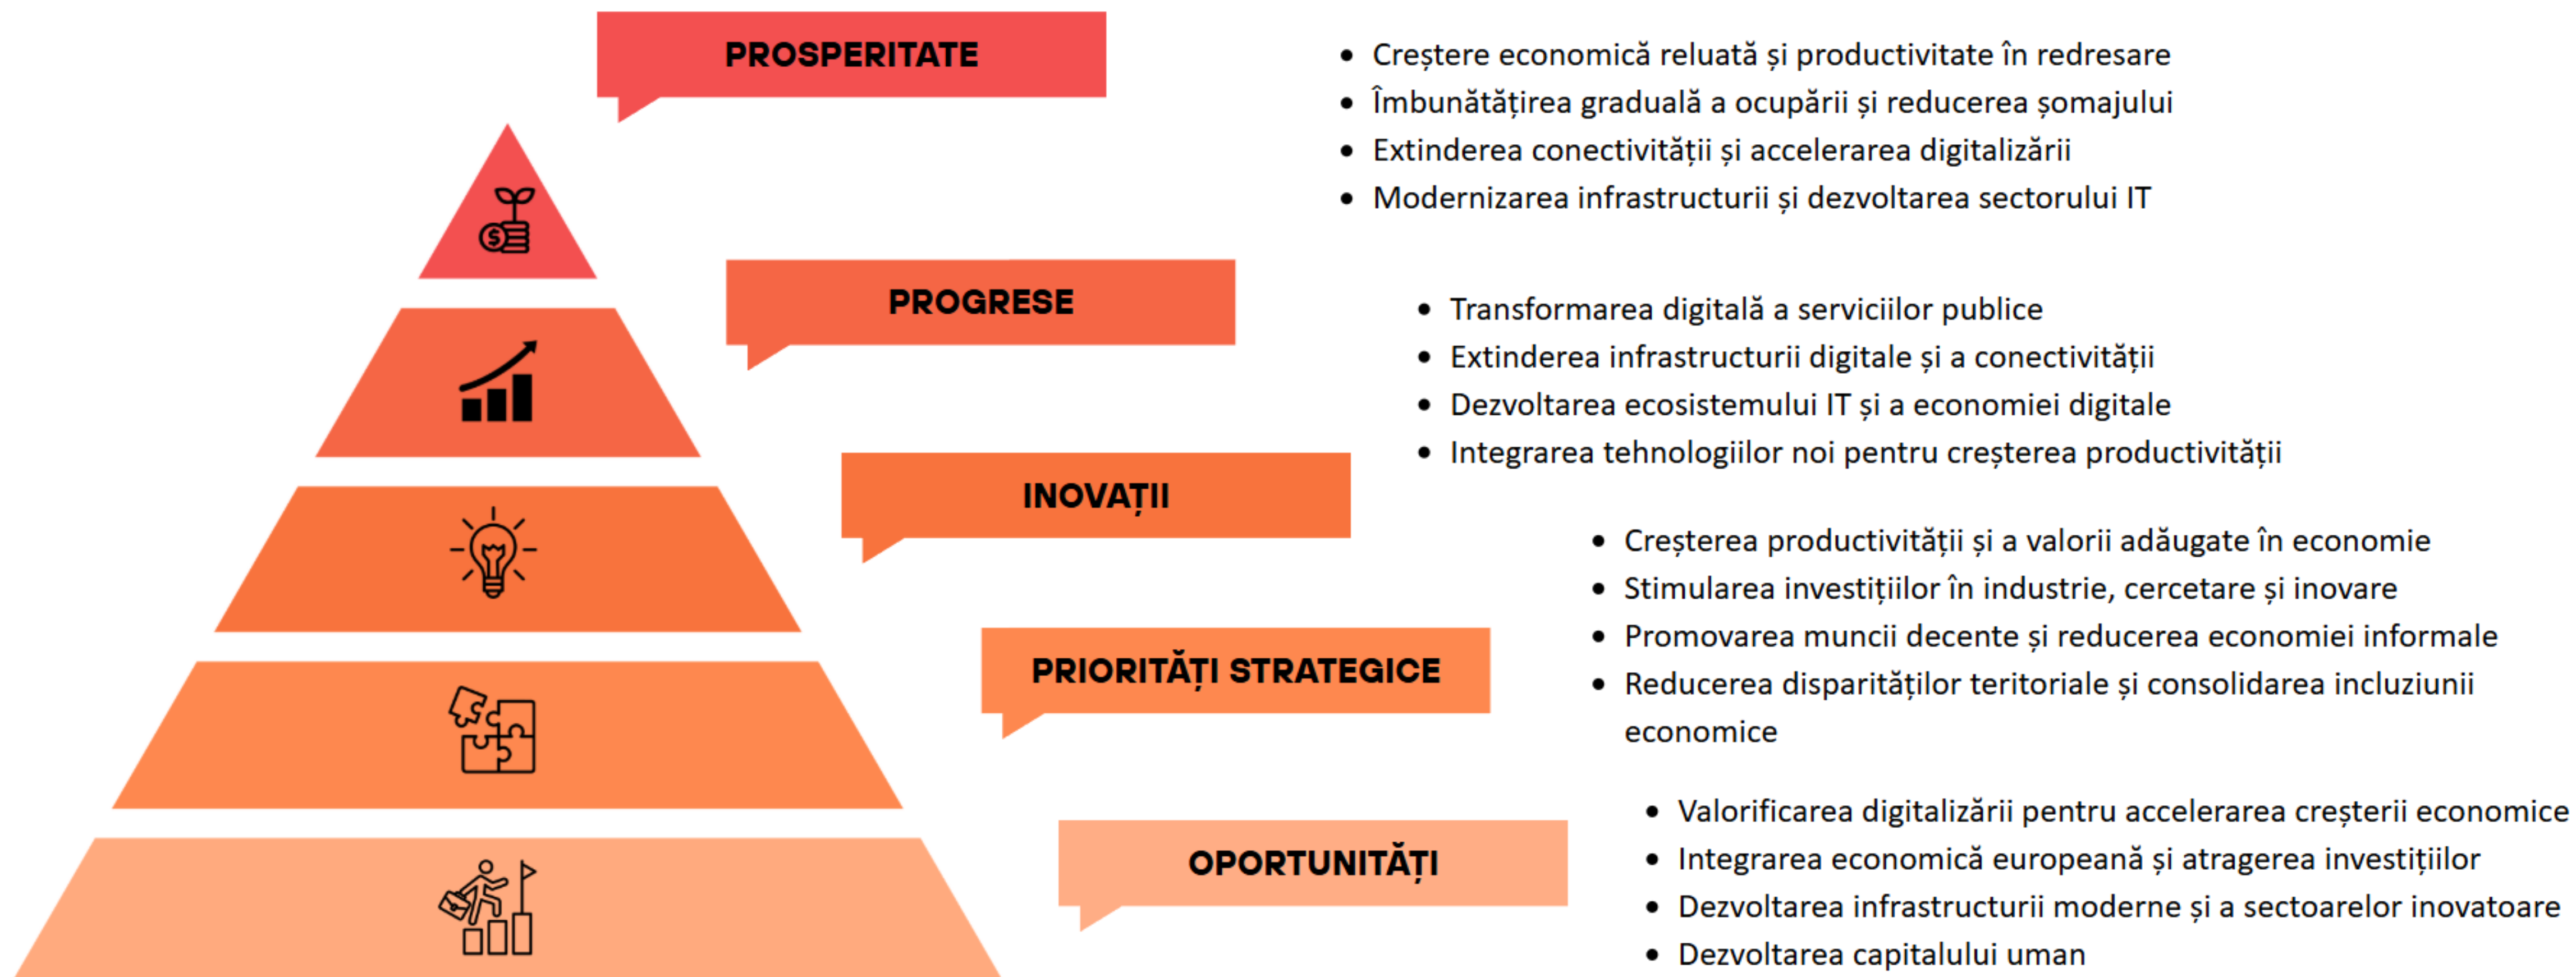 PROSPERITATE
• Creștere economică reluată și productivitate în redresare
• Îmbunătățirea graduală a ocupării și reducerea șomajului
• Extinderea conectivității și accelerarea digitalizării
• Modernizarea infrastructurii și dezvoltarea sectorului IT
$
PROGRESE
• Transformarea digitală a serviciilor publice
• Extinderea infrastructurii digitale și a conectivității
• Dezvoltarea ecosistemului IT și a economiei digitale
• Integrarea tehnologiilor noi pentru creșterea productivității
INOVAȚII
• Creșterea productivității și a valorii adăugate în economie
• Stimularea investițiilor în industrie, cercetare și inovare
• Promovarea muncii decente și reducerea economiei informale
• Reducerea disparităților teritoriale și consolidarea incluziunii
economice
PRIORITĂȚI STRATEGICE
OPORTUNITĂȚI
• Valorificarea digitalizării pentru accelerarea creșterii economice
• Integrarea economică europeană și atragerea investițiilor
• Dezvoltarea infrastructurii moderne și a sectoarelor inovatoare
• Dezvoltarea capitalului uman